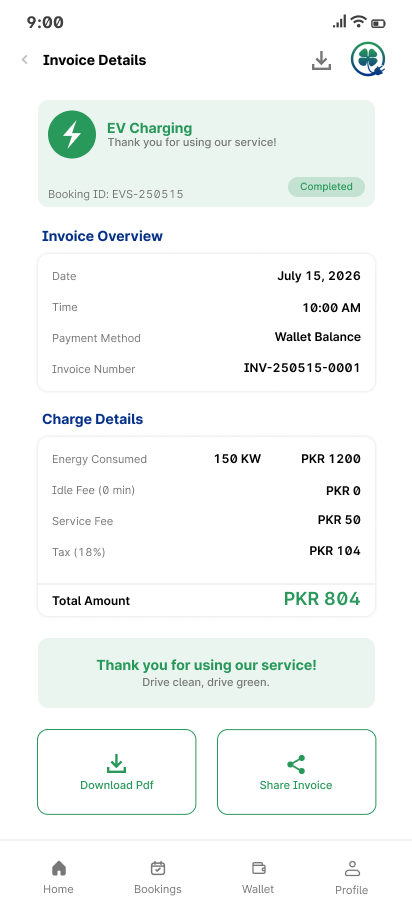 9:00
Invoice Details
EV Charging
Thank you for using our service!
Booking ID: EVS-250515
Completed
Invoice Overview
Date July 15, 2026
Time 10:00 AM
Payment Method Wallet Balance
Invoice Number INV-250515-0001
Charge Details
Energy Consumed 150 KW PKR 1200
Idle Fee (0 min) PKR 0
Service Fee PKR 50
Tax (18%) PKR 104
Total Amount PKR 804
Thank you for using our service!
Drive clean, drive green.
Download Pdf Share Invoice
Home Bookings Wallet Profile